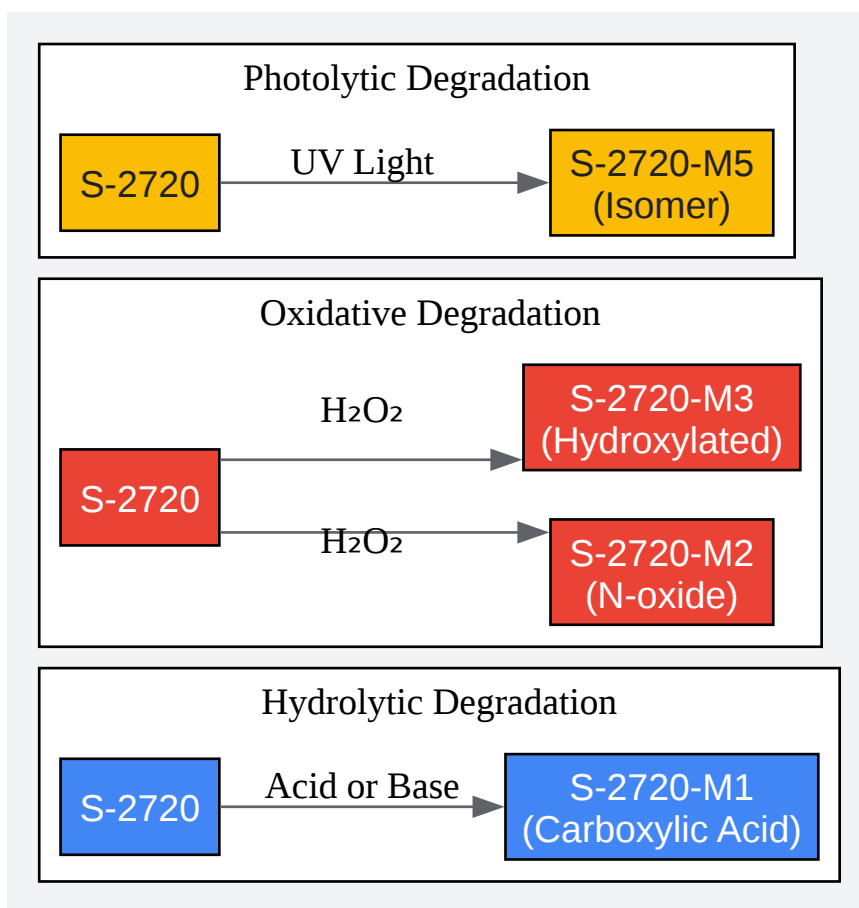 Photolytic Degradation
S-2720
UV Light
S-2720-M5
(Isomer)
Oxidative Degradation
S-2720
H₂O₂
S-2720-M3
(Hydroxylated)
H₂O₂
S-2720-M2
(N-oxide)
Hydrolytic Degradation
S-2720
Acid or Base
S-2720-M1
(Carboxylic Acid)